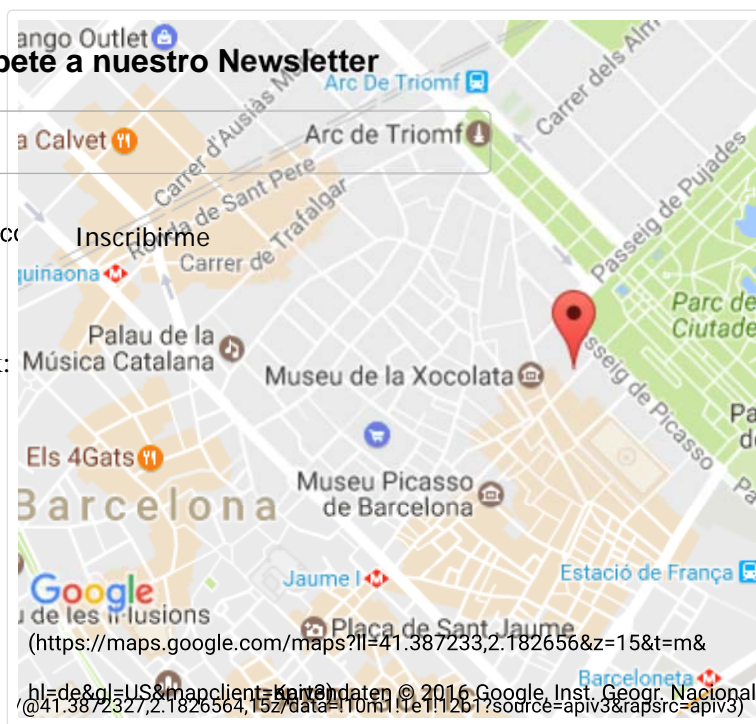 ango Outlet
pete a nuestro Newsletter
Arc De Triomf
Carrer dels Alm
Carrer d'Ausiàs M
a Calvet
Arc de Triomf
Ronda de Sant Pere
Passeig de Pujades
Inscribirme
Carrer de Trafalgar
quinaona
Parc de
Ciutade
Palau de la
Música Catalana
Museu de la Xocolata
sseig de Picasso
Pa
d
Els 4Gats
Museu Picasso
de Barcelona
Pa
Barcelona
Jaume I
Estació de França
Google
u de les Il·lusions
Plaça de Sant Jaume
(https://maps.google.com/maps?ll=41.387233,2.182656&z=15&t=m&
Barceloneta
hl=de&gl=US&mapclient=apiv3)
Kartendaten © 2016 Google, Inst. Geogr. Nacional
/@41.3872327,2.1826564,15z/data=!10m1!1e1!12b1?source=apiv3&rapsrc=apiv3)